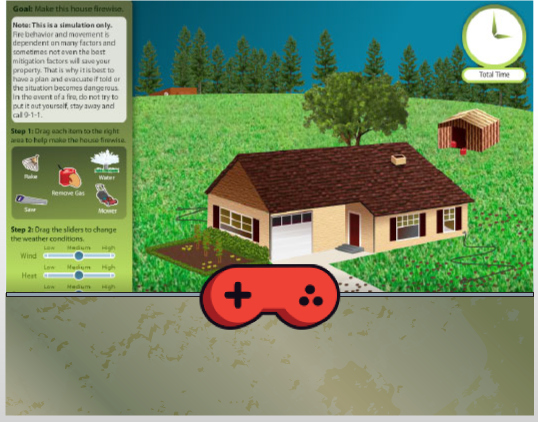 Goal: Make this house firewise.
Note: This is a simulation only.
Fire behavior and movement is
dependent on many factors and
sometimes not even the best
mitigation factors will save your
property. That is why it is best to
have a plan and evacuate if told or
the situation becomes dangerous.
In the event of a fire, do not try to
put it out yourself, stay away and
call 9-1-1.
Step 1: Drag each item to the right
area to help make the house firewise.
Rake
Remove Gas
Water
Saw
Mower
Step 2: Drag the sliders to change
the weather conditions.
Low Medium High
Wind
Low Medium High
Heat
Low Medium High
Total Time